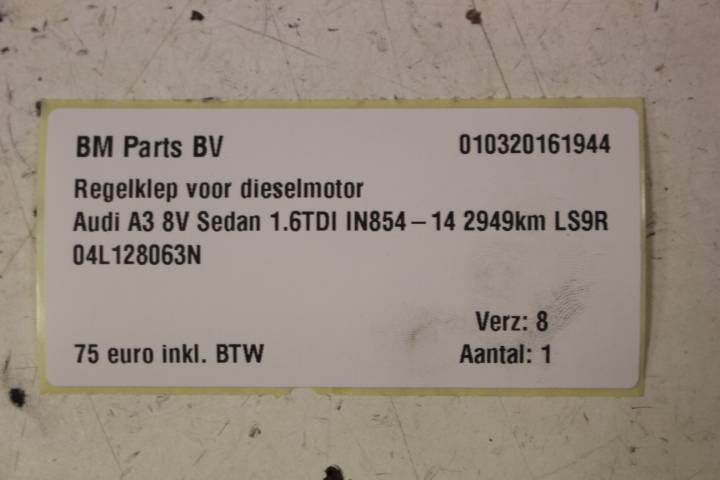 BM Parts BV 010320161944
Regelklep voor dieselmotor
Audi A3 8V Sedan 1.6TDI IN854-14 2949km LS9R
04L128063N
Verz: 8
75 euro inkl. BTW Aantal: 1